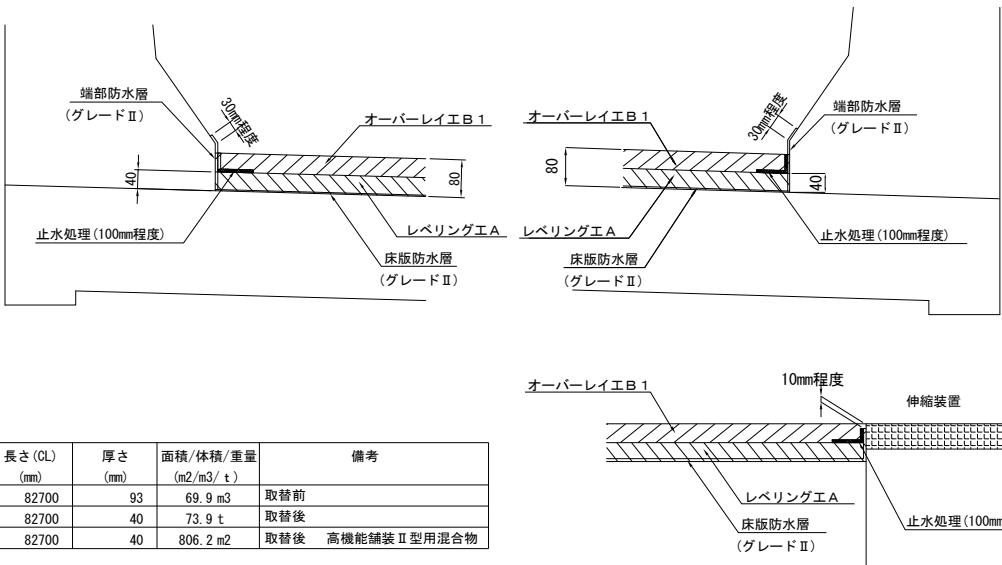 端部防水層
(グレードⅡ)
30mm程度
オーバーレイ工B1
40
80
止水処理(100mm程度)
レベリング工A
床版防水層
(グレードⅡ)
オーバーレイ工B1
30mm程度
端部防水層
(グレードⅡ)
80
40
レベリング工A
止水処理(100mm程度)
床版防水層
(グレードⅡ)
オーバーレイ工B1
10mm程度
伸縮装置
レベリング工A
床版防水層
(グレードⅡ)
止水処理(100mm
長さ(CL) 厚さ 面積/体積/重量 備考
(mm) (mm) (m2/m3/ t)
82700 93 69.9 m3 取替前
82700 40 73.9 t 取替後
82700 40 806.2 m2 取替後 高機能舗装Ⅱ型用混合物